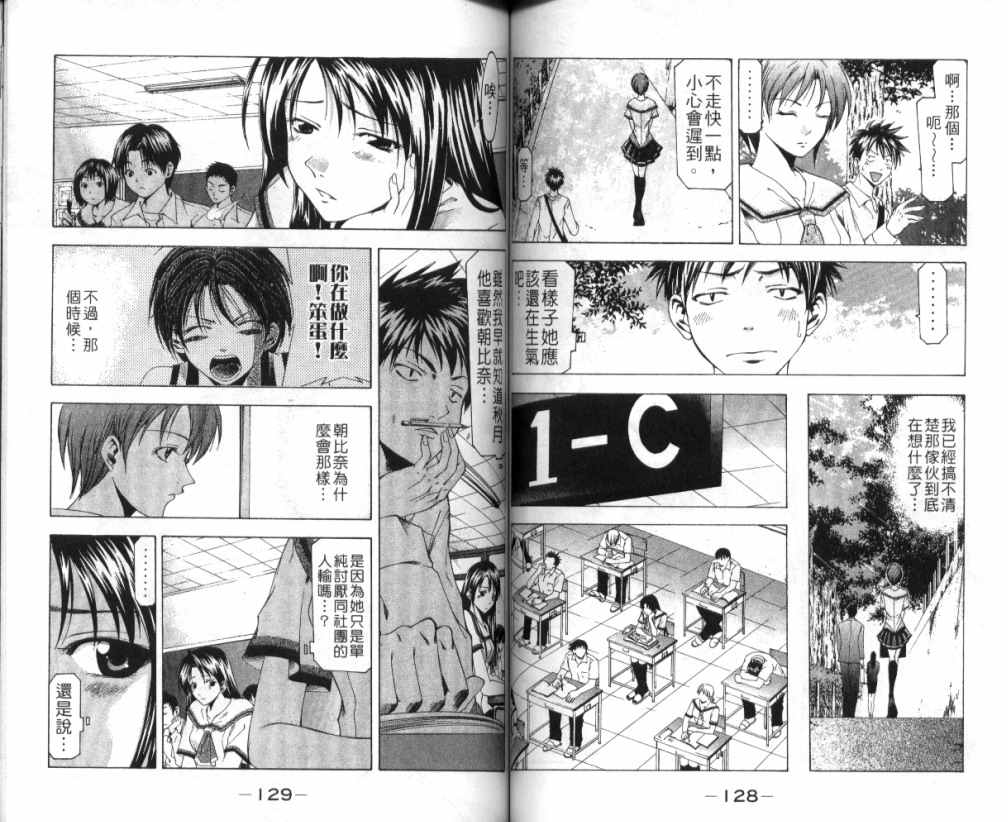 啊…那個…
呃~~~…
………
不走快一點，
小心會遲到。
等…
………
看樣子她應
該還在生氣
吧…
我已經搞不清
楚那傢伙到底
在想什麼了…
1-C
-128-
唉…
雖然我早就知道秋月
他喜歡朝比奈…
你在做什麼
啊！笨蛋！
不過，那
個時候…
朝比奈為什
麼會那樣…
是因為她只是單
純討厭同社團的
人輸嗎…？
………
還是說…
-129-